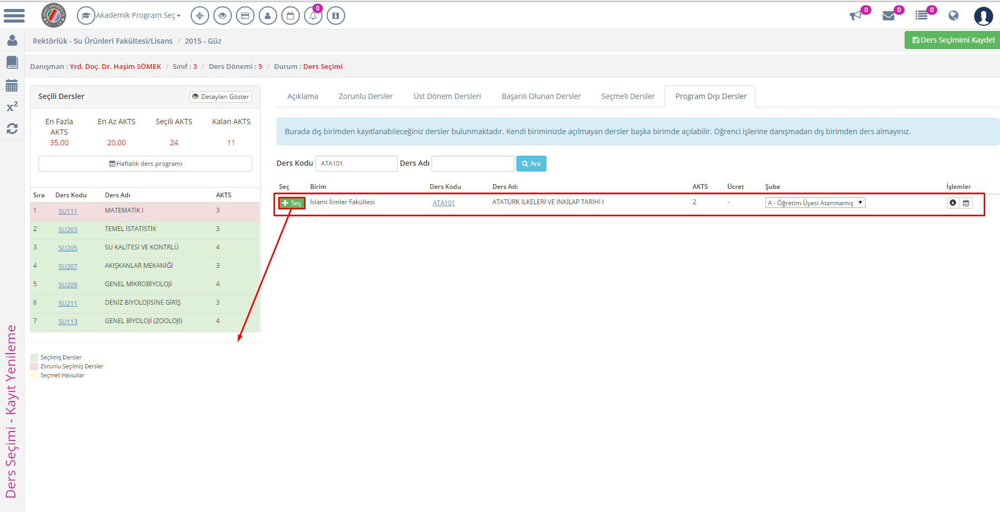 DEMO ÜNİVERSİTE
Akademik Program Seç
0
0
0
0
Rektörlük - Su Ürünleri Fakültesi/Lisans / 2015 - Güz
Ders Seçimimi Kaydet
Danışman : Yrd. Doç. Dr. Haşim SÖMEK / Sınıf : 3 / Ders Dönemi : 5 / Durum : Ders Seçimi
x²
Ders Seçimi - Kayıt Yenileme
Seçili Dersler
Detayları Göster
En Fazla AKTS En Az AKTS Seçili AKTS Kalan AKTS
35,00 20,00 24 11
Haftalık ders programı
Sıra Ders Kodu Ders Adı AKTS
1 SU111 MATEMATİK I 3
2 SU203 TEMEL İSTATİSTİK 3
3 SU205 SU KALİTESİ VE KONTRLÜ 4
4 SU207 AKIŞKANLAR MEKANİĞİ 3
5 SU209 GENEL MİKROBİYOLOJİ 4
6 SU211 DENİZ BİYOLOJİSİNE GİRİŞ 3
7 SU113 GENEL BİYOLOJİ (ZOOLOJİ) 4
Seçilmiş Dersler
Zorunlu Seçilmiş Dersler
Seçmeli Havuzlar
Açıklama Zorunlu Dersler Üst Dönem Dersleri Başarılı Olunan Dersler Seçmeli Dersler Program Dışı Dersler
Burada dış birimden kayıtlanabileceğiniz dersler bulunmaktadır. Kendi biriminizde açılmayan dersler başka birimde açılabilir. Öğrenci işlerine danışmadan dış birimden ders almayınız.
Ders Kodu ATA101 Ders Adı Ara
Seç Birim Ders Kodu Ders Adı AKTS Ücret Şube İşlemler
Seç İslami İlimler Fakültesi ATA101 ATATÜRK İLKELERİ VE İNKILAP TARİHİ I 2 - A - Öğretim Üyesi Atanmamış